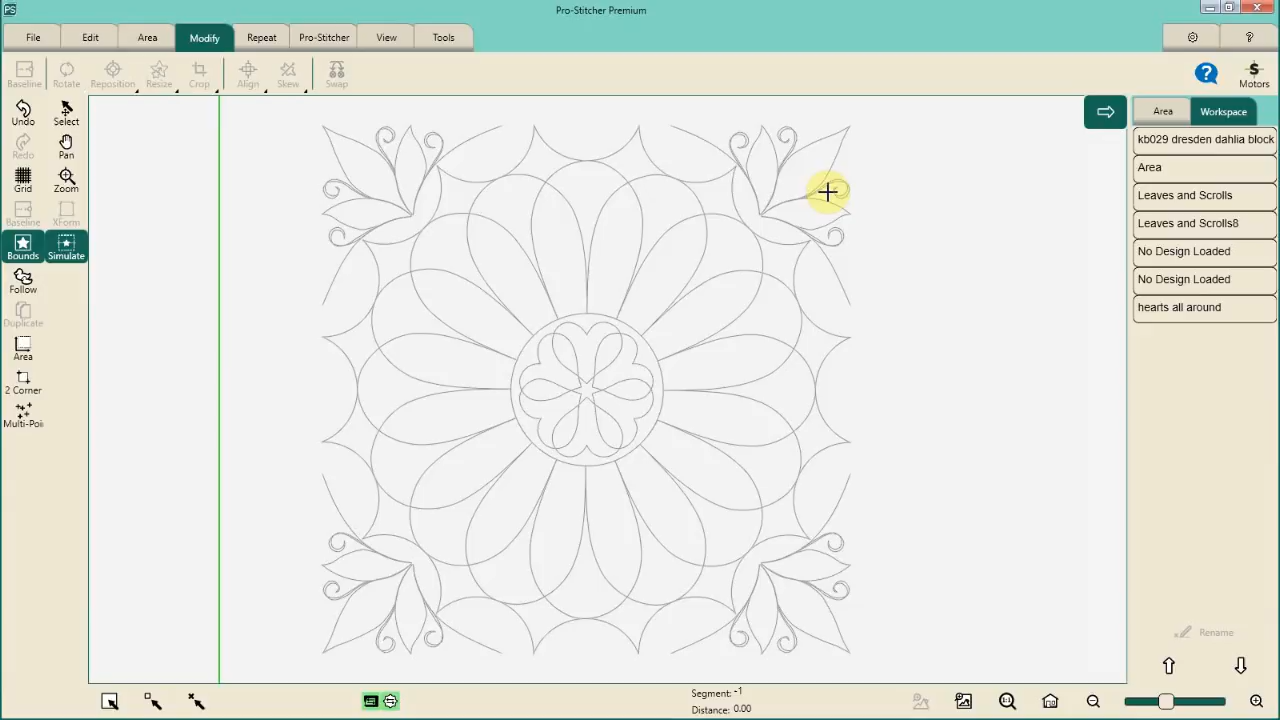 PS
Pro-Stitcher Premium
File Edit Area Modify Repeat Pro-Stitcher View Tools ?
Baseline Rotate Reposition Resize Crop Align Skew Swap
? $ Motors
Undo Select
Redo Pan
Grid Zoom
Baseline XForm
Bounds Simulate
Follow
Duplicate
Area
2 Corner
Multi-Poi
Area Workspace
kb029 dresden dahlia block
Area
Leaves and Scrolls
Leaves and Scrolls8
No Design Loaded
No Design Loaded
hearts all around
Rename
Segment: -1
Distance: 0.00
1:1